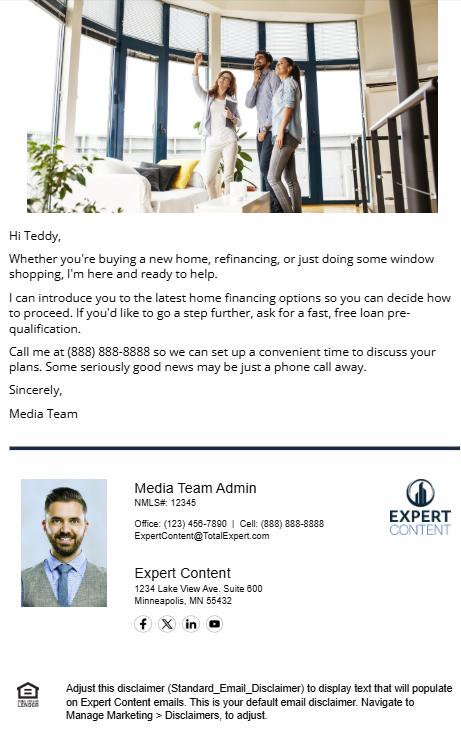 Hi Teddy,
Whether you're buying a new home, refinancing, or just doing some window
shopping, I'm here and ready to help.
I can introduce you to the latest home financing options so you can decide how
to proceed. If you'd like to go a step further, ask for a fast, free loan pre-
qualification.
Call me at (888) 888-8888 so we can set up a convenient time to discuss your
plans. Some seriously good news may be just a phone call away.
Sincerely,
Media Team
Media Team Admin
NMLS#: 12345
Office: (123) 456-7890 | Cell: (888) 888-8888
ExpertContent@TotalExpert.com
EXPERT
CONTENT
Expert Content
1234 Lake View Ave. Suite 600
Minneapolis, MN 55432
Adjust this disclaimer (Standard_Email_Disclaimer) to display text that will populate
on Expert Content emails. This is your default email disclaimer. Navigate to
Manage Marketing > Disclaimers, to adjust.
LENDER